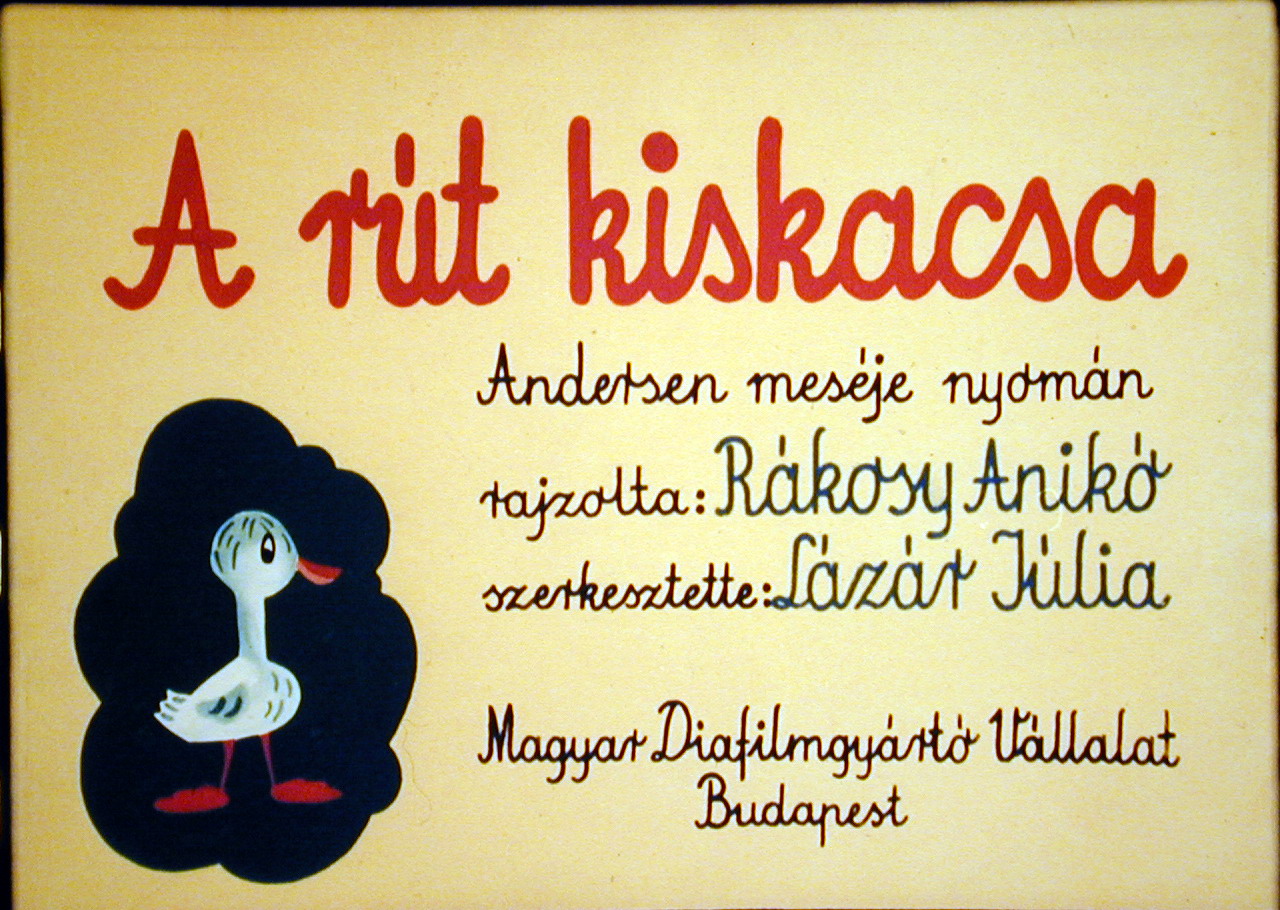 A rút kiskacsa
Andersen meséje nyomán
rajzolta: Rákosy Anikó
szerkesztette: Lázár Júlia
Magyar Diafilmgyártó Vállalat
Budapest